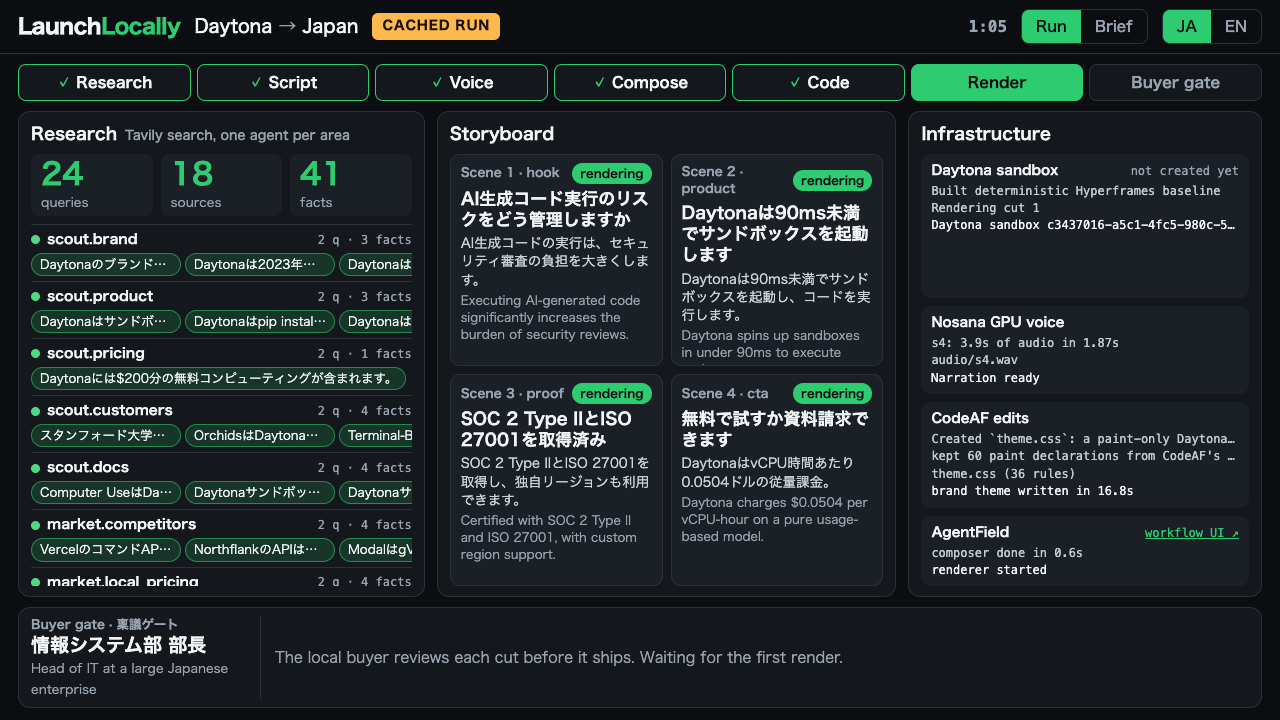 LaunchLocally Daytona → Japan CACHED RUN 1:05 Run Brief JA EN
✓ Research ✓ Script ✓ Voice ✓ Compose ✓ Code Render Buyer gate
Research Tavily search, one agent per area
24 18 41
queries sources facts
scout.brand 2 q · 3 facts
Daytonaのブランド… Daytonaは2023年… Daytonaは
scout.product 2 q · 3 facts
Daytonaはサンドボ… Daytonaはpip instal… Daytonaは
scout.pricing 2 q · 1 facts
Daytonaには$200分の無料コンピューティングが含まれます。
scout.customers 2 q · 4 facts
スタンフォード大学… OrchidsはDaytona… Terminal-B
scout.docs 2 q · 4 facts
Computer UseはDa… Daytonaサンドボッ… Daytonaサ
market.competitors 2 q · 4 facts
VercelのコマンドAP… NorthflankのAPIは… ModalはgV
market.local_pricing 2 q · 4 facts
Storyboard
Scene 1 · hook rendering
AI生成コード実行のリス
クをどう管理しますか
AI生成コードの実行は、セキュ
リティ審査の負担を大きくしま
す。
Executing AI-generated code
significantly increases the
burden of security reviews.
Scene 2 ·
product rendering
Daytonaは90ms未満
でサンドボックスを起動
します
Daytonaは90ms未満でサンド
ボックスを起動し、コードを実
行します。
Daytona spins up sandboxes
in under 90ms to execute
Scene 3 · proof rendering
SOC 2 Type IIとISO
27001を取得済み
SOC 2 Type IIとISO 27001を
取得し、独自リージョンも利用
できます。
Certified with SOC 2 Type II
and ISO 27001, with custom
region support.
Scene 4 · cta rendering
無料で試すか資料請求で
きます
DaytonaはvCPU時間あたり
0.0504ドルの従量課金。
Daytona charges $0.0504 per
vCPU-hour on a pure usage-
based model.
Infrastructure
Daytona sandbox not created yet
Built deterministic Hyperframes baseline
Rendering cut 1
Daytona sandbox c3437016-a5c1-4fc5-980c-5…
Nosana GPU voice
s4: 3.9s of audio in 1.87s
audio/s4.wav
Narration ready
CodeAF edits
Created `theme.css`: a paint-only Daytona…
kept 60 paint declarations from CodeAF's …
theme.css (36 rules)
brand theme written in 16.8s
AgentField workflow UI ↗
composer done in 0.6s
renderer started
Buyer gate · 稟議ゲート
情報システム部 部長
Head of IT at a large Japanese
enterprise
The local buyer reviews each cut before it ships. Waiting for the first render.